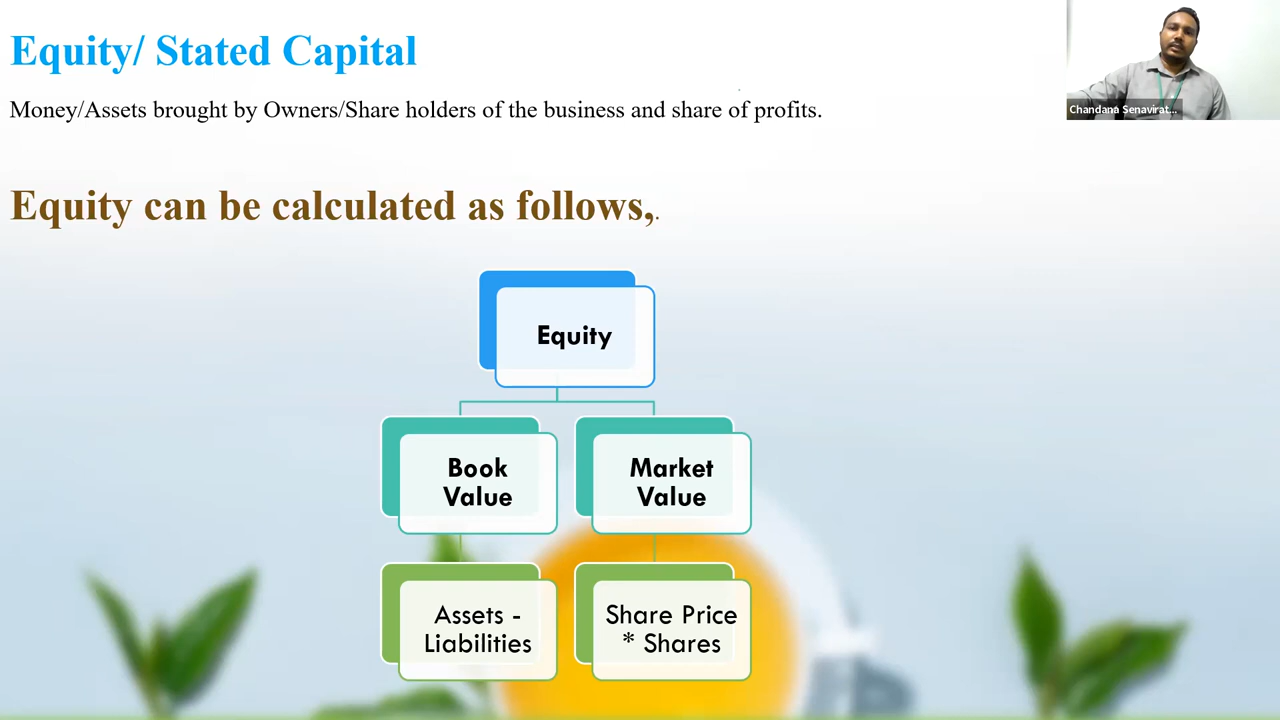 Equity/ Stated Capital
Money/Assets brought by Owners/Share holders of the business and share of profits.
Chandana Senavirat...
Equity can be calculated as follows,.
Equity
Book
Value
Market
Value
Assets -
Liabilities
Share Price
* Shares